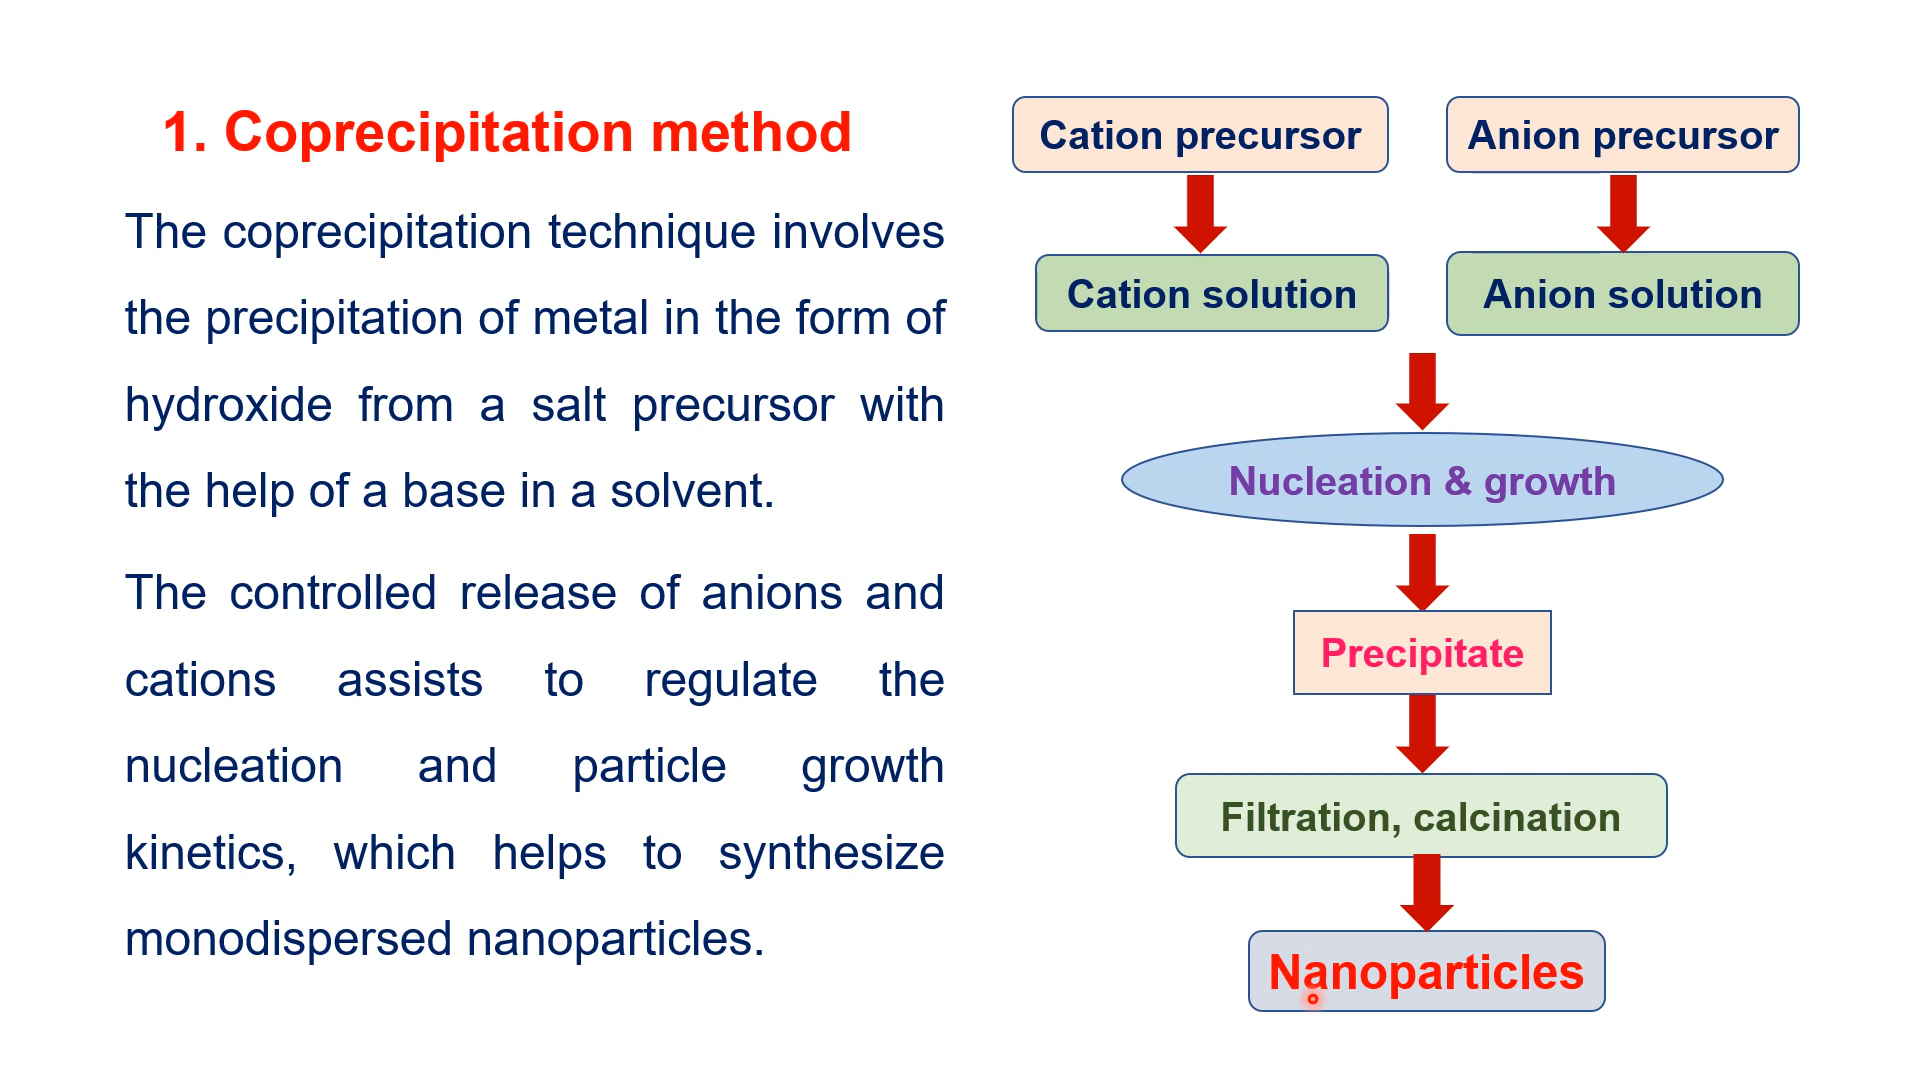 1. Coprecipitation method
The coprecipitation technique involves
the precipitation of metal in the form of
hydroxide from a salt precursor with
the help of a base in a solvent.
The controlled release of anions and
cations assists to regulate the
nucleation and particle growth
kinetics, which helps to synthesize
monodispersed nanoparticles.
Cation precursor
Anion precursor
Cation solution
Anion solution
Nucleation & growth
Precipitate
Filtration, calcination
Nanoparticles